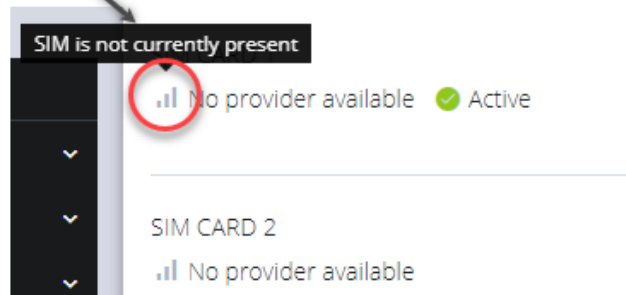 SIM is not currently present
No provider available Active
SIM CARD 2
No provider available